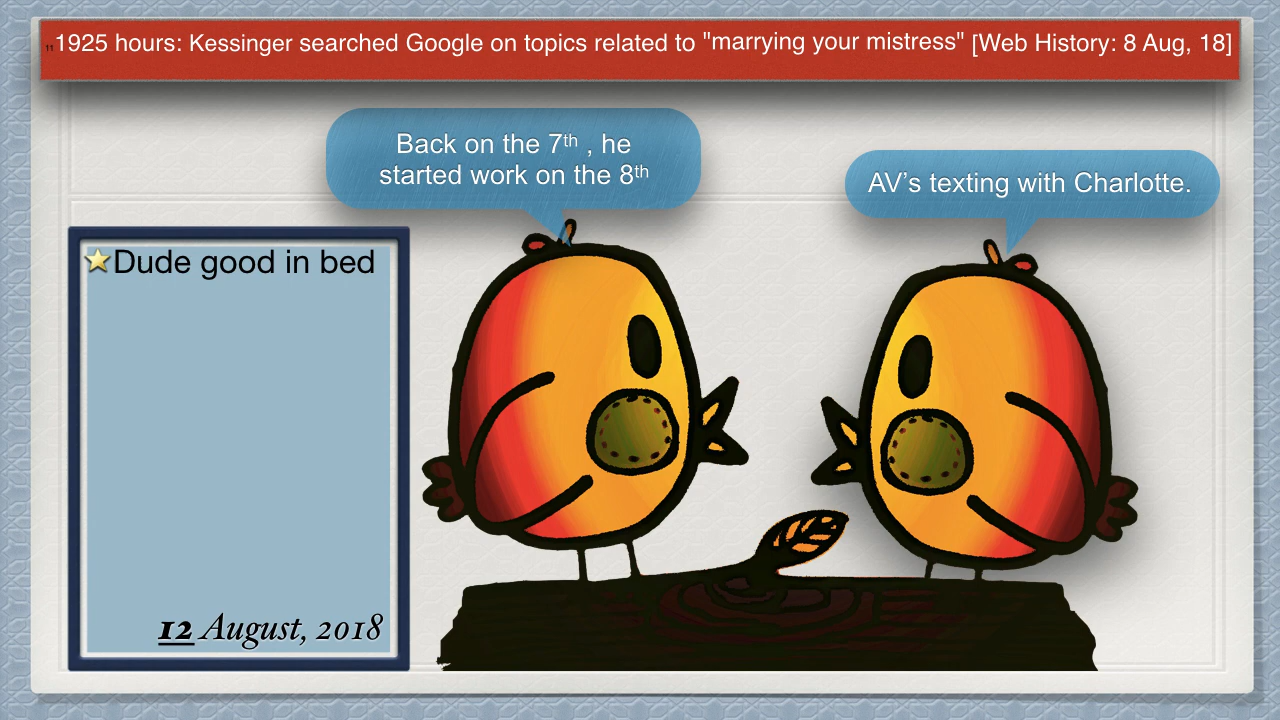 "1925 hours: Kessinger searched Google on topics related to "marrying your mistress" [Web History: 8 Aug, 18]
Back on the 7th , he
started work on the 8th
AV’s texting with Charlotte.
Dude good in bed
12 August, 2018